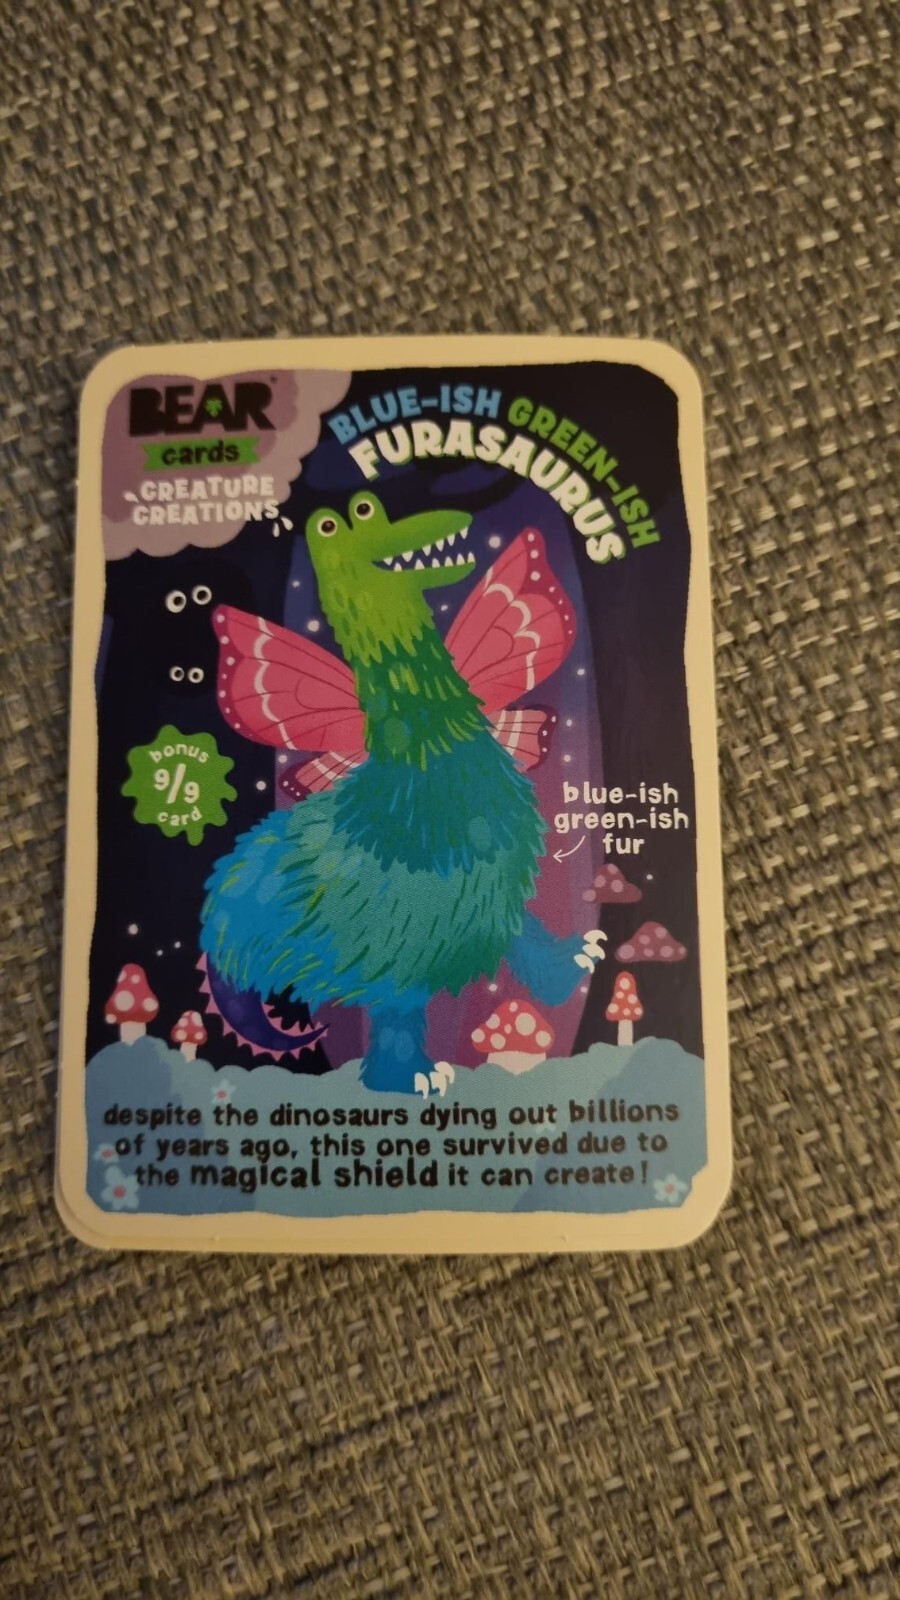 BEAR
cards
CREATURE
CREATIONS
BLUE-ISH GREEN-ISH
FURASAURUS
bonus
9/9
card
blue-ish
green-ish
fur
despite the dinosaurs dying out billions
of years ago, this one survived due to
the magical shield it can create!